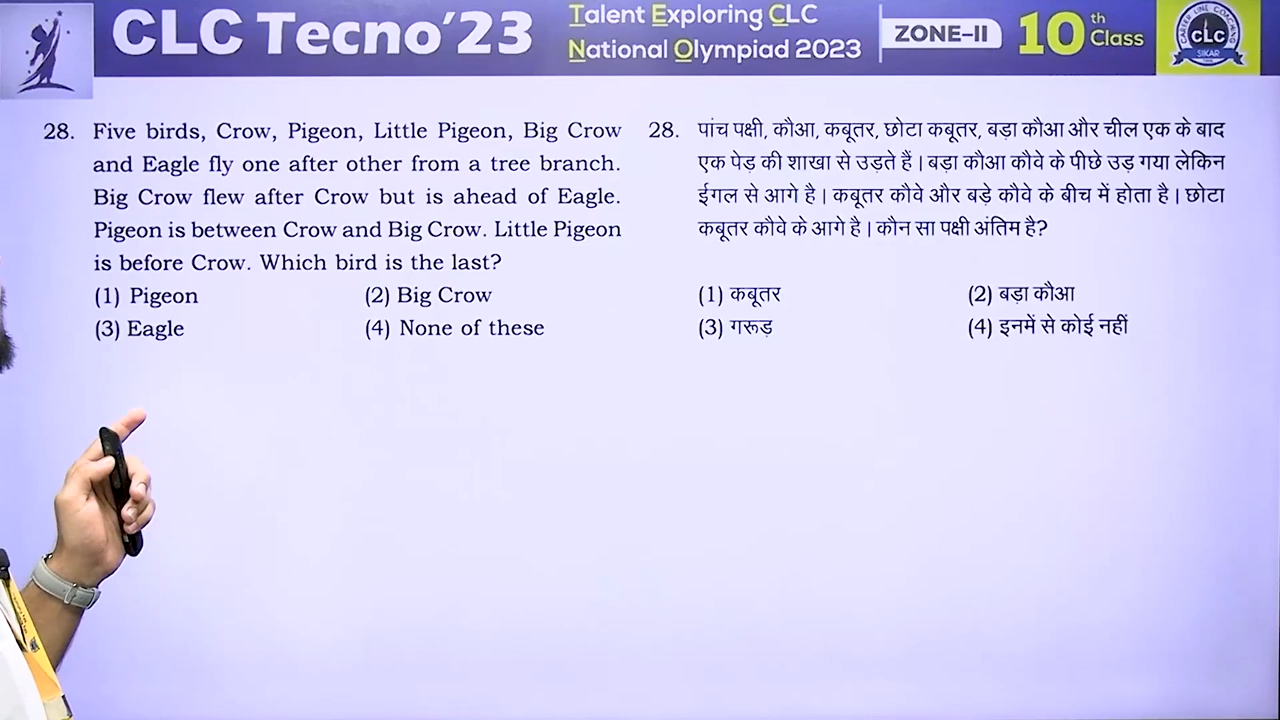 CLC Tecno'23
Talent Exploring CLC
National Olympiad 2023
ZONE-II
10th Class
CAREER LINE COACHING
CLC
SIKAR
28. Five birds, Crow, Pigeon, Little Pigeon, Big Crow
and Eagle fly one after other from a tree branch.
Big Crow flew after Crow but is ahead of Eagle.
Pigeon is between Crow and Big Crow. Little Pigeon
is before Crow. Which bird is the last?
(1) Pigeon (2) Big Crow
(3) Eagle (4) None of these
28. पांच पक्षी, कौआ, कबूतर, छोटा कबूतर, बड़ा कौआ और चील एक के बाद
एक पेड़ की शाखा से उड़ते हैं। बड़ा कौआ कौवे के पीछे उड़ गया लेकिन
ईगल से आगे है। कबूतर कौवे और बड़े कौवे के बीच में होता है। छोटा
कबूतर कौवे के आगे है। कौन सा पक्षी अंतिम है?
(1) कबूतर (2) बड़ा कौआ
(3) गरूड़ (4) इनमें से कोई नहीं